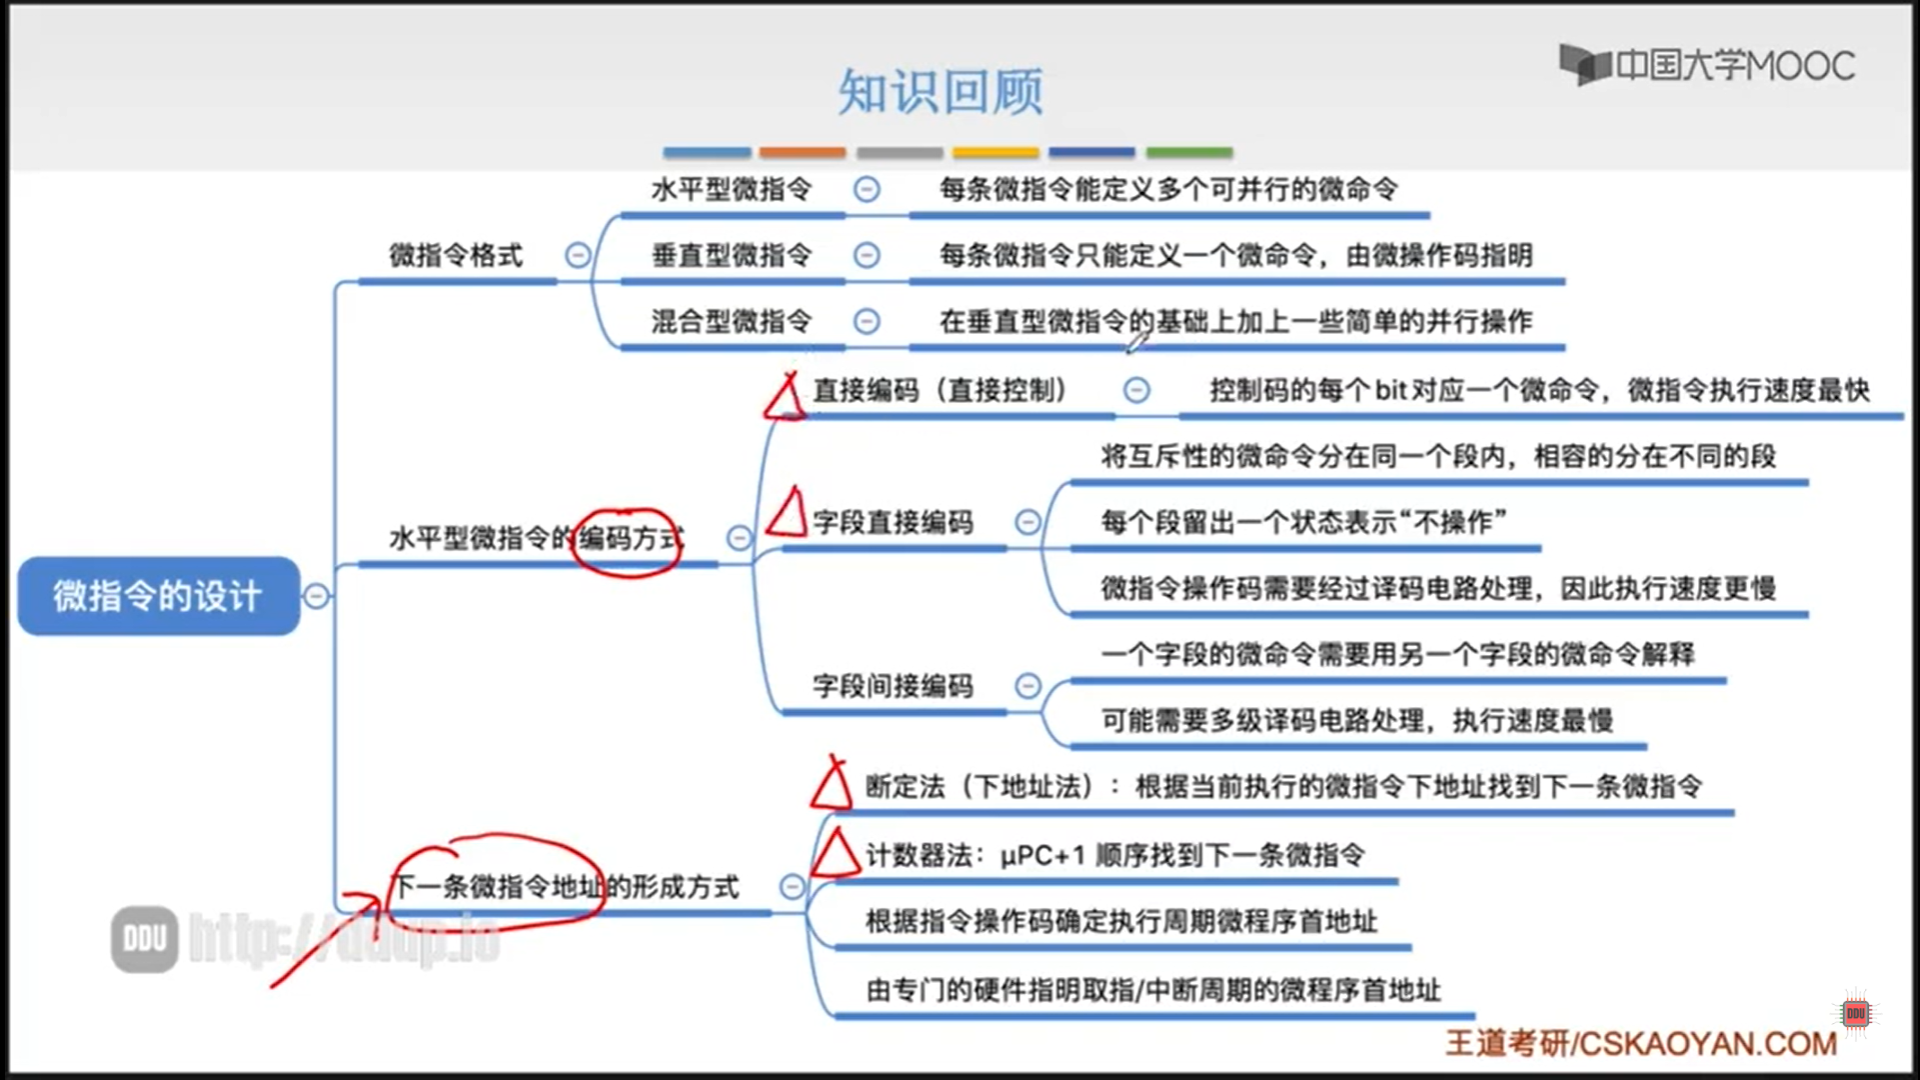 中国大学MOOC
知识回顾
微指令的设计
微指令格式
水平型微指令
每条微指令能定义多个可并行的微命令
垂直型微指令
每条微指令只能定义一个微命令，由微操作码指明
混合型微指令
在垂直型微指令的基础上加上一些简单的并行操作
水平型微指令的编码方式
直接编码（直接控制）
控制码的每个bit对应一个微命令，微指令执行速度最快
字段直接编码
将互斥性的微命令分在同一个段内，相容的分在不同的段
每个段留出一个状态表示“不操作”
微指令操作码需要经过译码电路处理，因此执行速度更慢
字段间接编码
一个字段的微命令需要用另一个字段的微命令解释
可能需要多级译码电路处理，执行速度最慢
下一条微指令地址的形成方式
断定法（下地址法）：根据当前执行的微指令下地址找到下一条微指令
计数器法：μPC+1 顺序找到下一条微指令
根据指令操作码确定执行周期微程序首地址
由专门的硬件指明取指/中断周期的微程序首地址
DDU http://ddup.io
DDU
王道考研/CSKAOYAN.COM